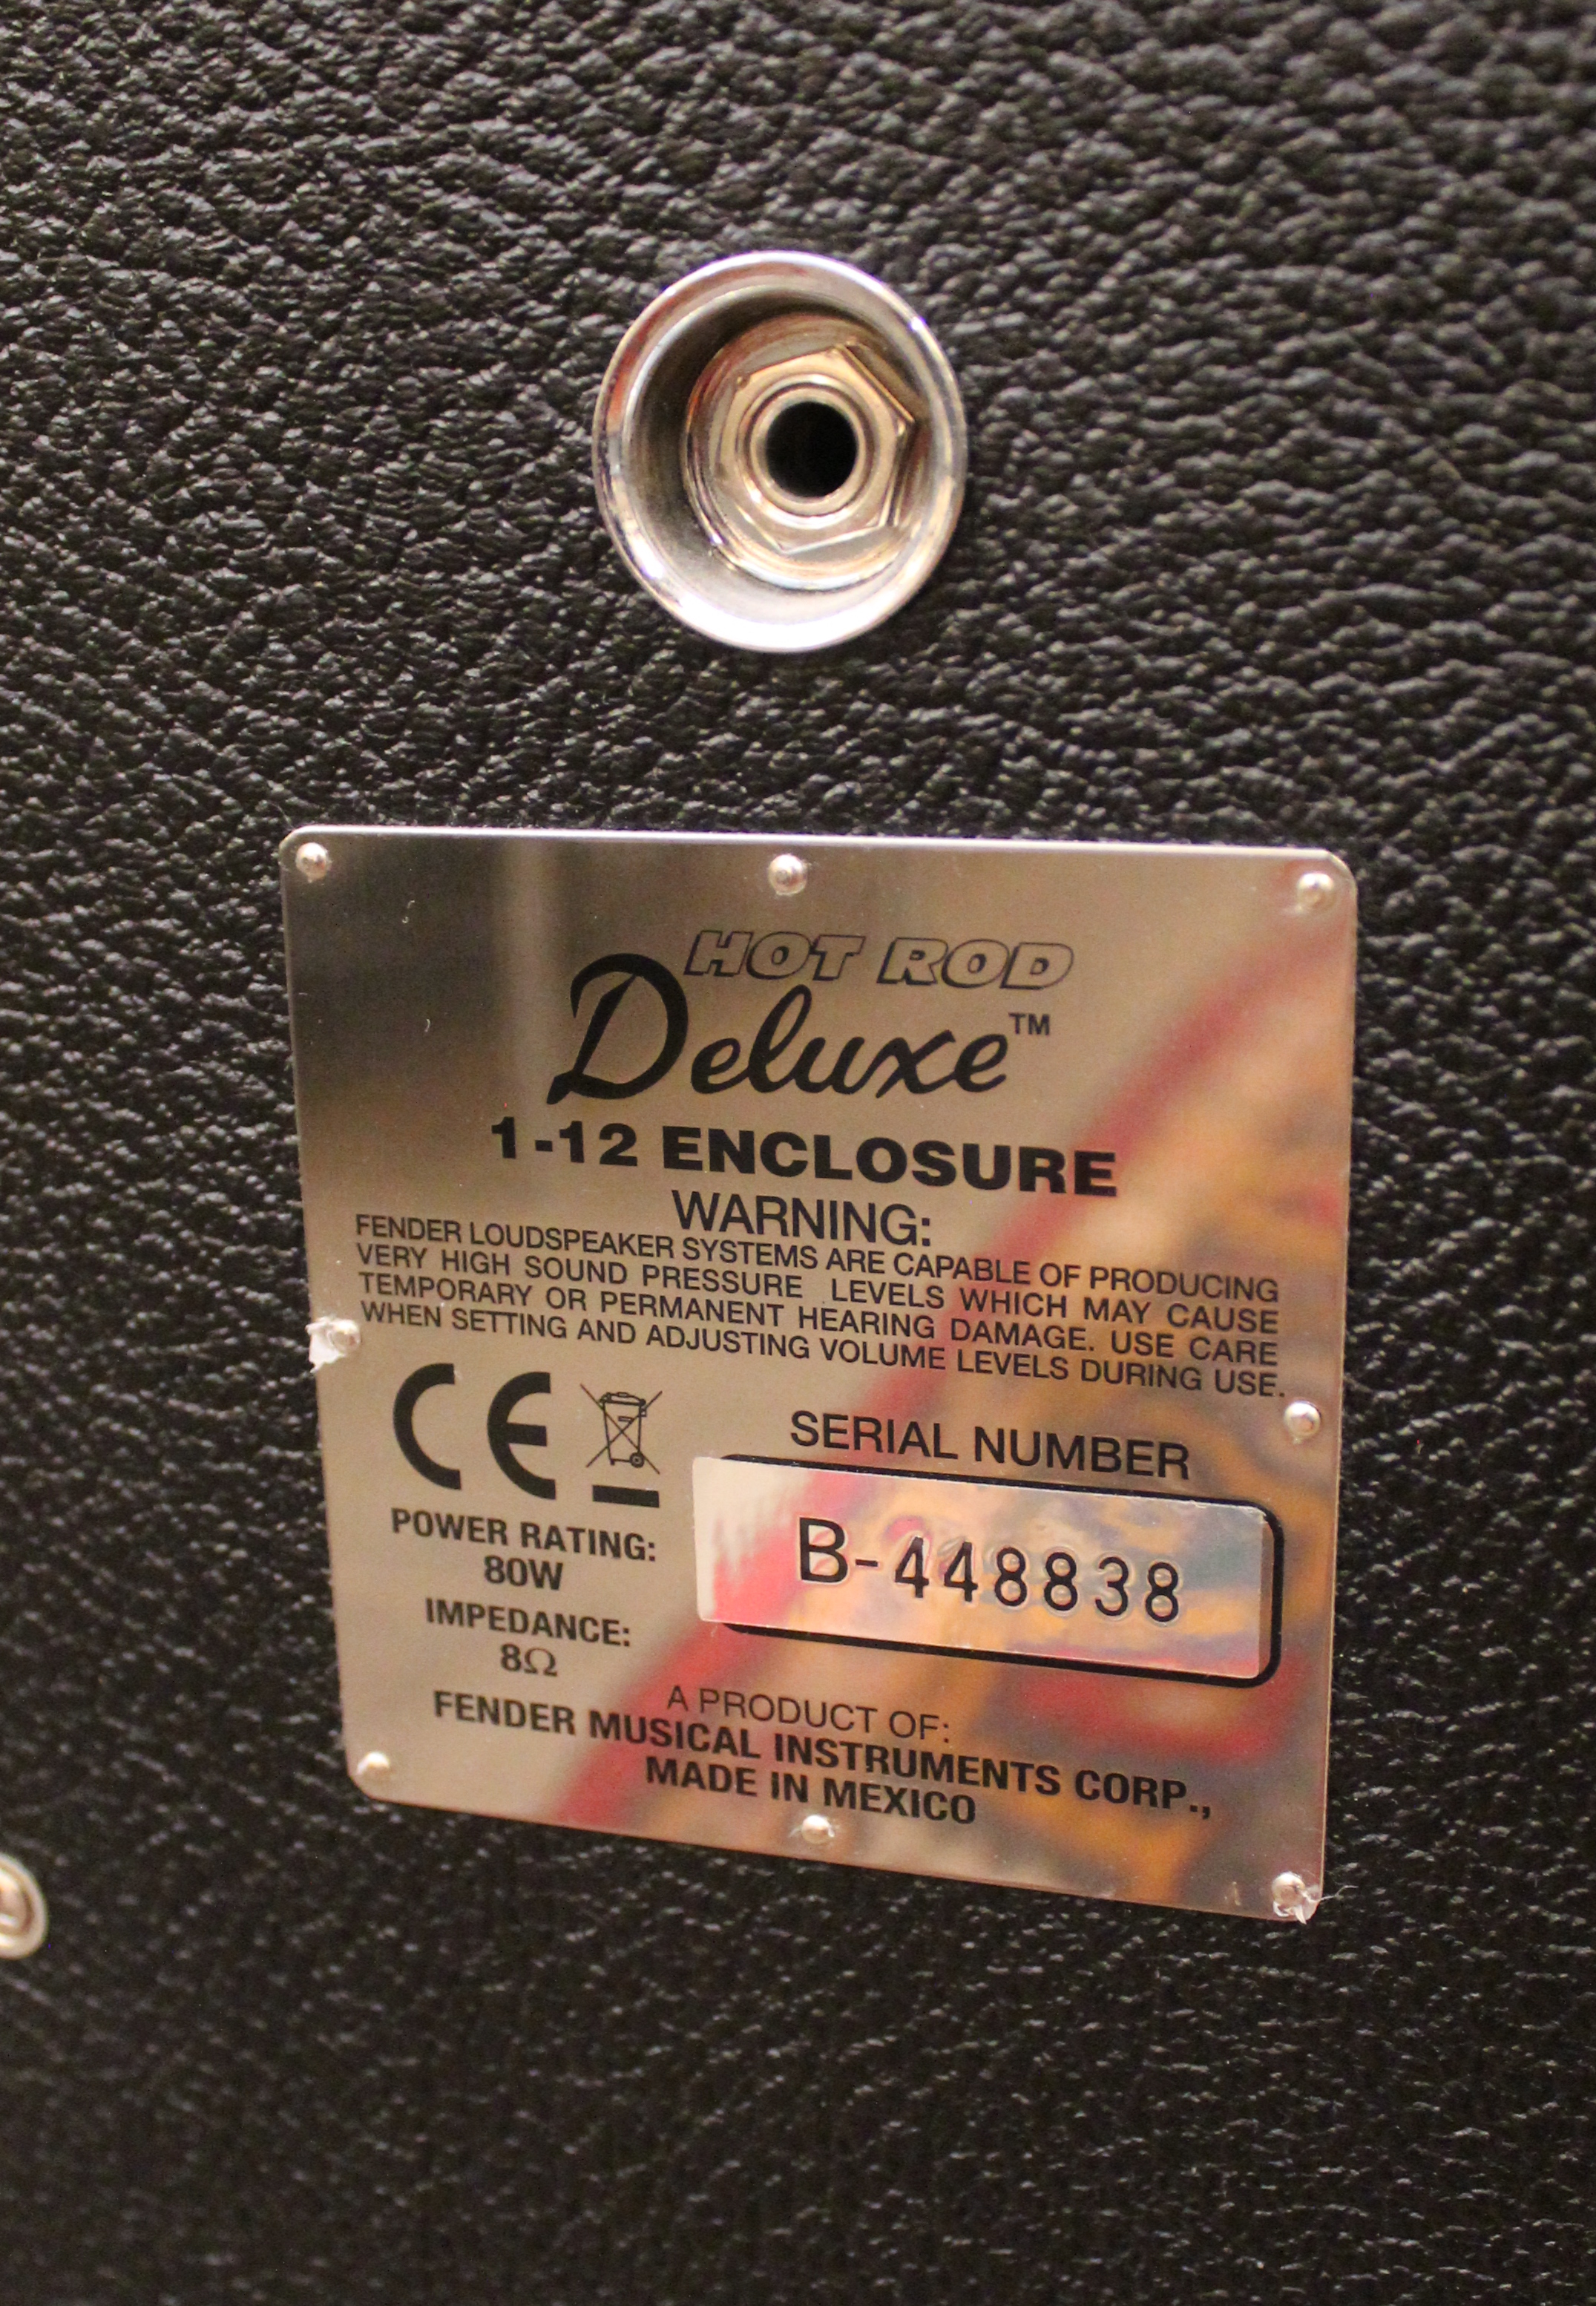 HOT ROD
Deluxe™
1-12 ENCLOSURE
WARNING:
FENDER LOUDSPEAKER SYSTEMS ARE CAPABLE OF PRODUCING
VERY HIGH SOUND PRESSURE LEVELS WHICH MAY CAUSE
TEMPORARY OR PERMANENT HEARING DAMAGE. USE CARE
WHEN SETTING AND ADJUSTING VOLUME LEVELS DURING USE.
CE
SERIAL NUMBER
B-448838
POWER RATING:
80W
IMPEDANCE:
8Ω
A PRODUCT OF:
FENDER MUSICAL INSTRUMENTS CORP.,
MADE IN MEXICO